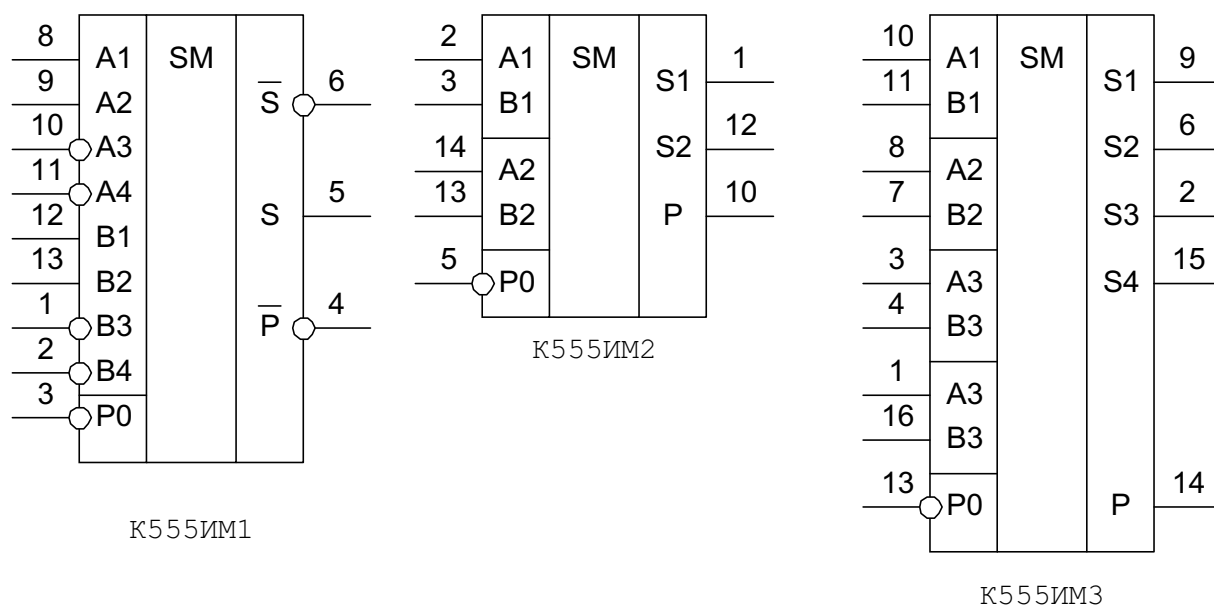 8 A1 SM
9 A2 S̅ 6
10 A3
11 A4
12 B1 S 5
13 B2
1 B3 P̅ 4
2 B4
3 P0
К555ИМ1
2 A1 SM S1 1
3 B1
14 A2 S2 12
13 B2 P 10
5 P0
К555ИМ2
10 A1 SM S1 9
11 B1
8 A2 S2 6
7 B2 S3 2
3 A3 S4 15
4 B3
1 A3
16 B3
13 P0 P 14
К555ИМ3